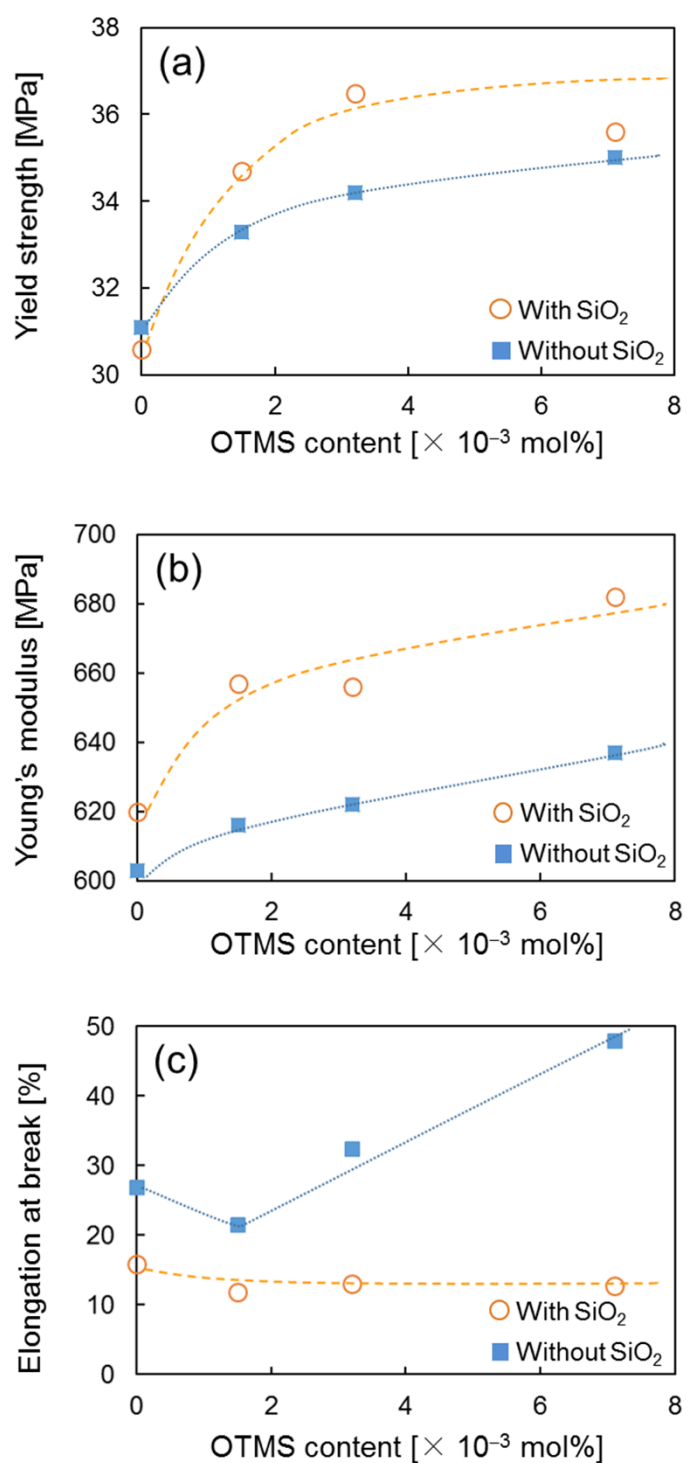 (a)
Yield strength [MPa]
38
36
34
32
30
With SiO₂
Without SiO₂
0 2 4 6 8
OTMS content [× 10⁻³ mol%]
(b)
Young's modulus [MPa]
700
680
660
640
620
600
With SiO₂
Without SiO₂
0 2 4 6 8
OTMS content [× 10⁻³ mol%]
(c)
Elongation at break [%]
50
40
30
20
10
0
With SiO₂
Without SiO₂
0 2 4 6 8
OTMS content [× 10⁻³ mol%]